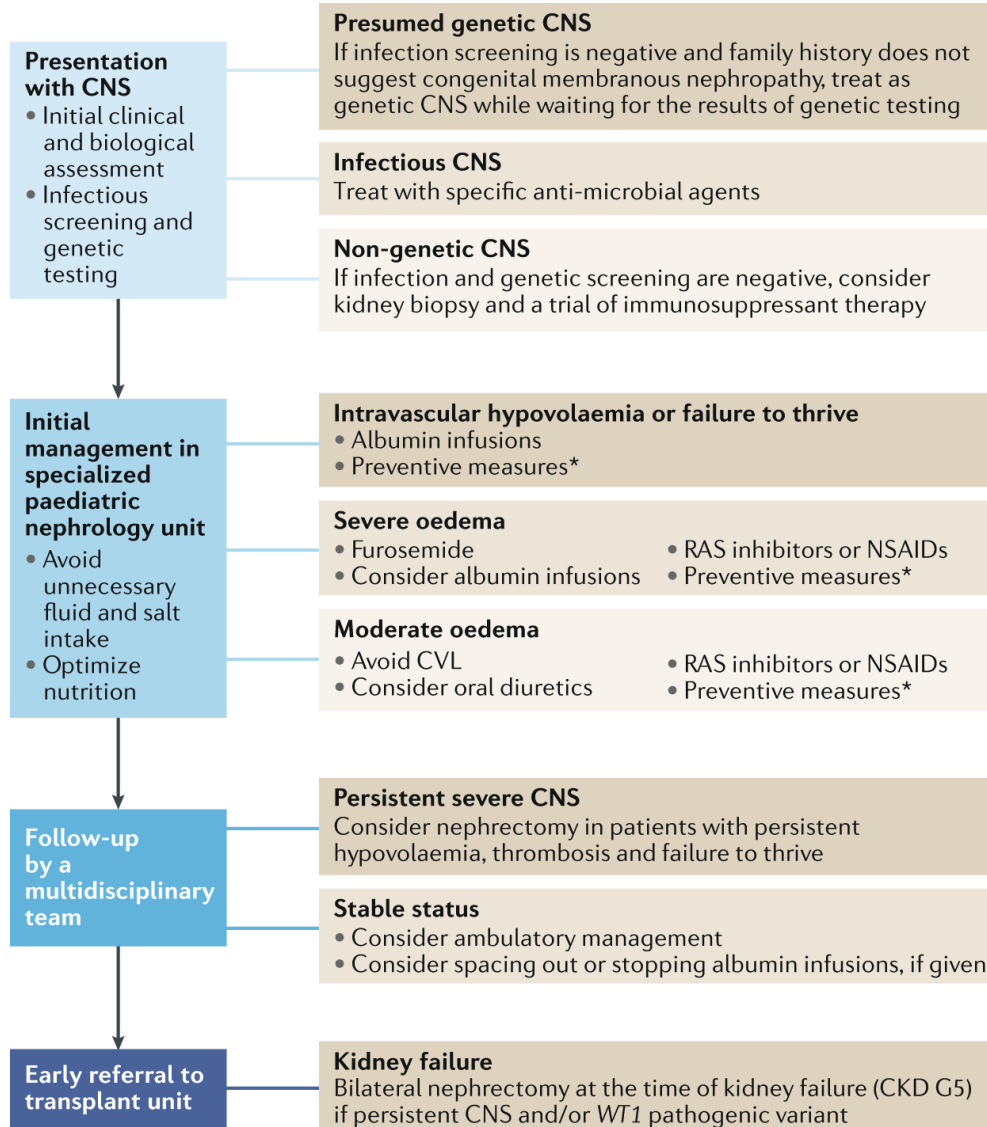 Presentation
with CNS
• Initial clinical
and biological
assessment
• Infectious
screening and
genetic
testing
Presumed genetic CNS
If infection screening is negative and family history does not
suggest congenital membranous nephropathy, treat as
genetic CNS while waiting for the results of genetic testing
Infectious CNS
Treat with specific anti-microbial agents
Non-genetic CNS
If infection and genetic screening are negative, consider
kidney biopsy and a trial of immunosuppressant therapy
Initial
management in
specialized
paediatric
nephrology unit
• Avoid
unnecessary
fluid and salt
intake
• Optimize
nutrition
Intravascular hypovolaemia or failure to thrive
• Albumin infusions
• Preventive measures*
Severe oedema
• Furosemide
• Consider albumin infusions
• RAS inhibitors or NSAIDs
• Preventive measures*
Moderate oedema
• Avoid CVL
• Consider oral diuretics
• RAS inhibitors or NSAIDs
• Preventive measures*
Follow-up
by a
multidisciplinary
team
Persistent severe CNS
Consider nephrectomy in patients with persistent
hypovolaemia, thrombosis and failure to thrive
Stable status
• Consider ambulatory management
• Consider spacing out or stopping albumin infusions, if given
Early referral to
transplant unit
Kidney failure
Bilateral nephrectomy at the time of kidney failure (CKD G5)
if persistent CNS and/or WT1 pathogenic variant